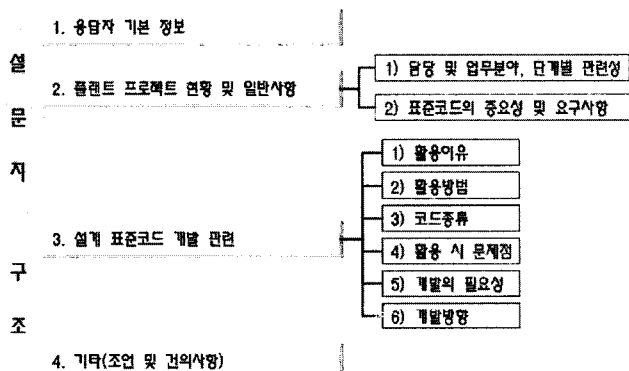 설문지 구조
1. 응답자 기본 정보
2. 플랜트 프로젝트 현황 및 일반사항
1) 담당 및 업무분야, 단계별 관련성
2) 표준코드의 중요성 및 요구사항
3. 설계 표준코드 개발 관련
1) 활용이유
2) 활용방법
3) 코드종류
4) 활용 시 문제점
5) 개발의 필요성
6) 개발방향
4. 기타(조언 및 건의사항)